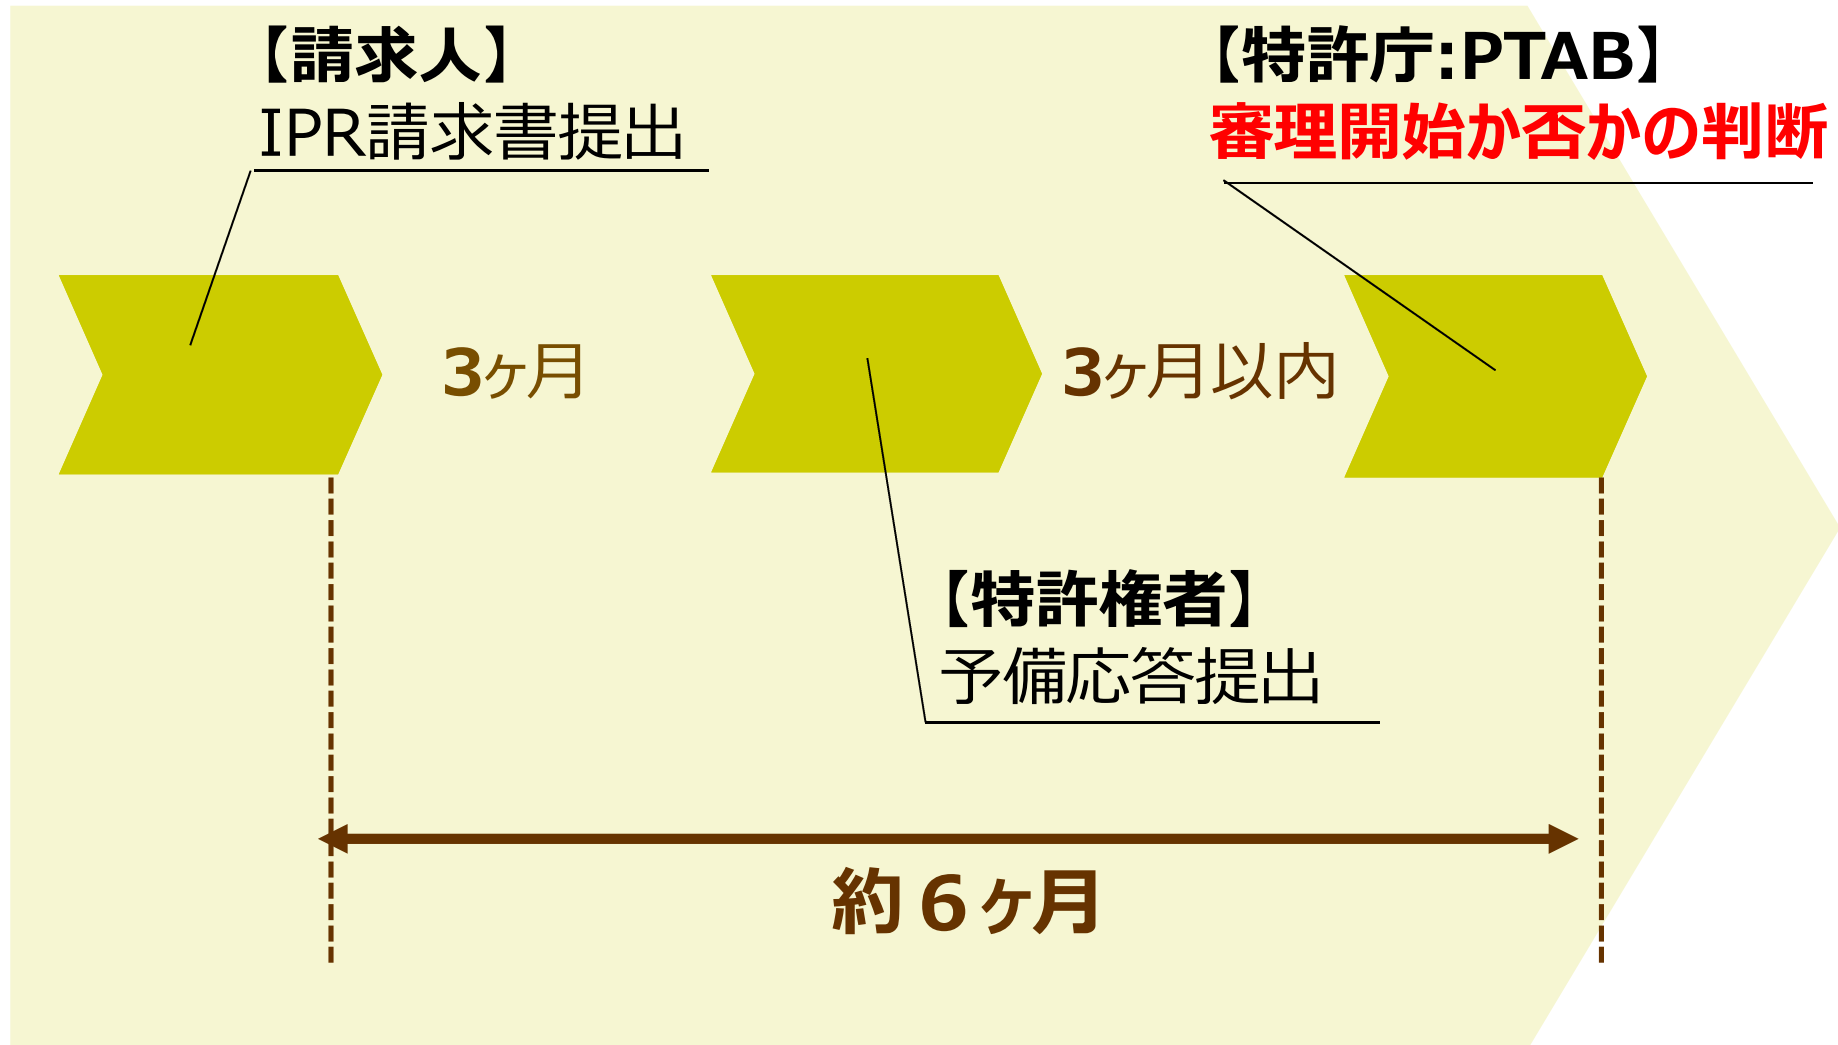 【請求人】
IPR請求書提出
【特許庁:PTAB】
審理開始か否かの判断
3ヶ月
3ヶ月以内
【特許権者】
予備応答提出
約６ヶ月